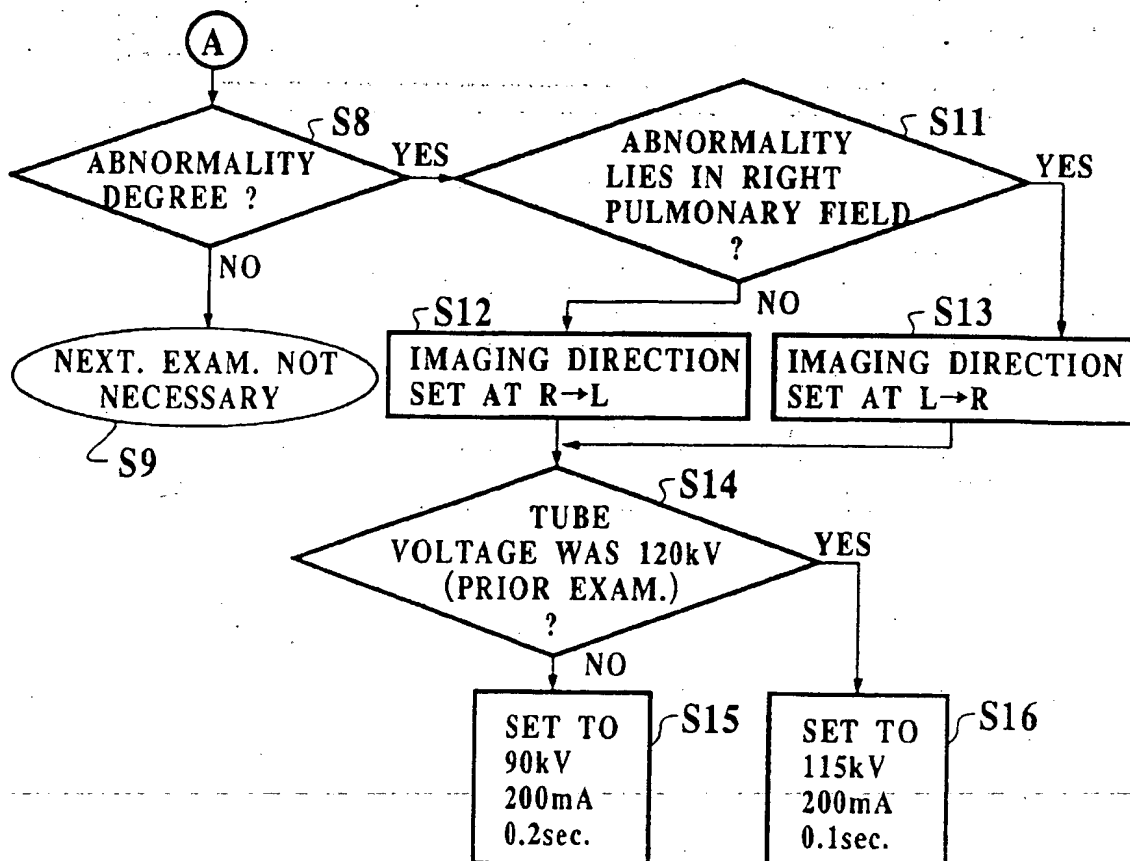 A
S8
ABNORMALITY
DEGREE ?
YES
NO
S11
ABNORMALITY
LIES IN RIGHT
PULMONARY FIELD
?
YES
NO
NEXT. EXAM. NOT
NECESSARY
S9
S12
IMAGING DIRECTION
SET AT R→L
S13
IMAGING DIRECTION
SET AT L→R
S14
TUBE
VOLTAGE WAS 120kV
(PRIOR EXAM.)
?
YES
NO
S15
SET TO
90kV
200mA
0.2sec.
S16
SET TO
115kV
200mA
0.1sec.